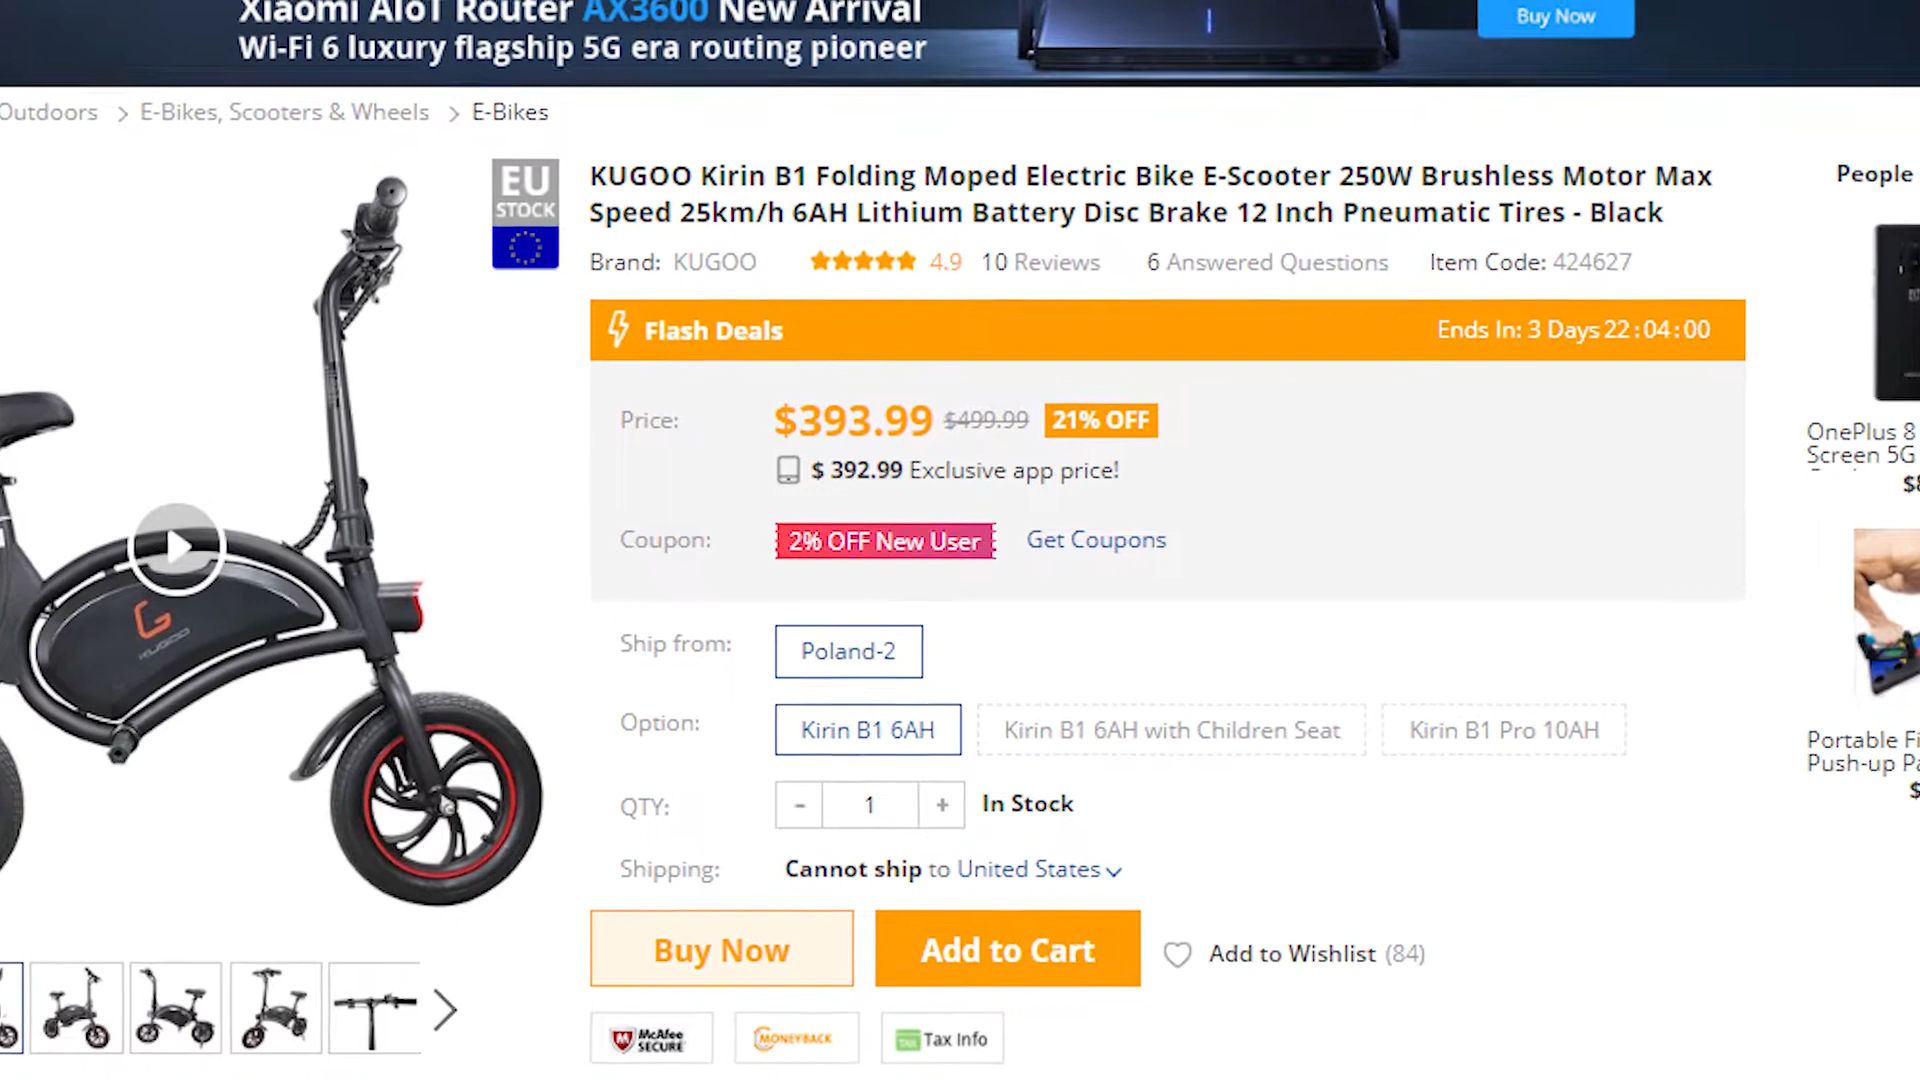 Xiaomi AIoT Router AX3600 New Arrival
Wi-Fi 6 luxury flagship 5G era routing pioneer
Buy Now
Outdoors > E-Bikes, Scooters & Wheels > E-Bikes
EU
STOCK
KUGOO Kirin B1 Folding Moped Electric Bike E-Scooter 250W Brushless Motor Max
Speed 25km/h 6AH Lithium Battery Disc Brake 12 Inch Pneumatic Tires - Black
Brand: KUGOO 4.9 10 Reviews 6 Answered Questions Item Code: 424627
Flash Deals Ends In: 3 Days 22:04:00
Price: $393.99 $499.99 21% OFF
$ 392.99 Exclusive app price!
Coupon: 2% OFF New User Get Coupons
Ship from: Poland-2
Option: Kirin B1 6AH Kirin B1 6AH with Children Seat Kirin B1 Pro 10AH
QTY: - 1 + In Stock
Shipping: Cannot ship to United States
Buy Now Add to Cart Add to Wishlist (84)
McAfee
SECURE
MONEYBACK
TAX Tax Info
KUGOO
People
OnePlus 8
Screen 5G
Portable Fi
Push-up Pa
$